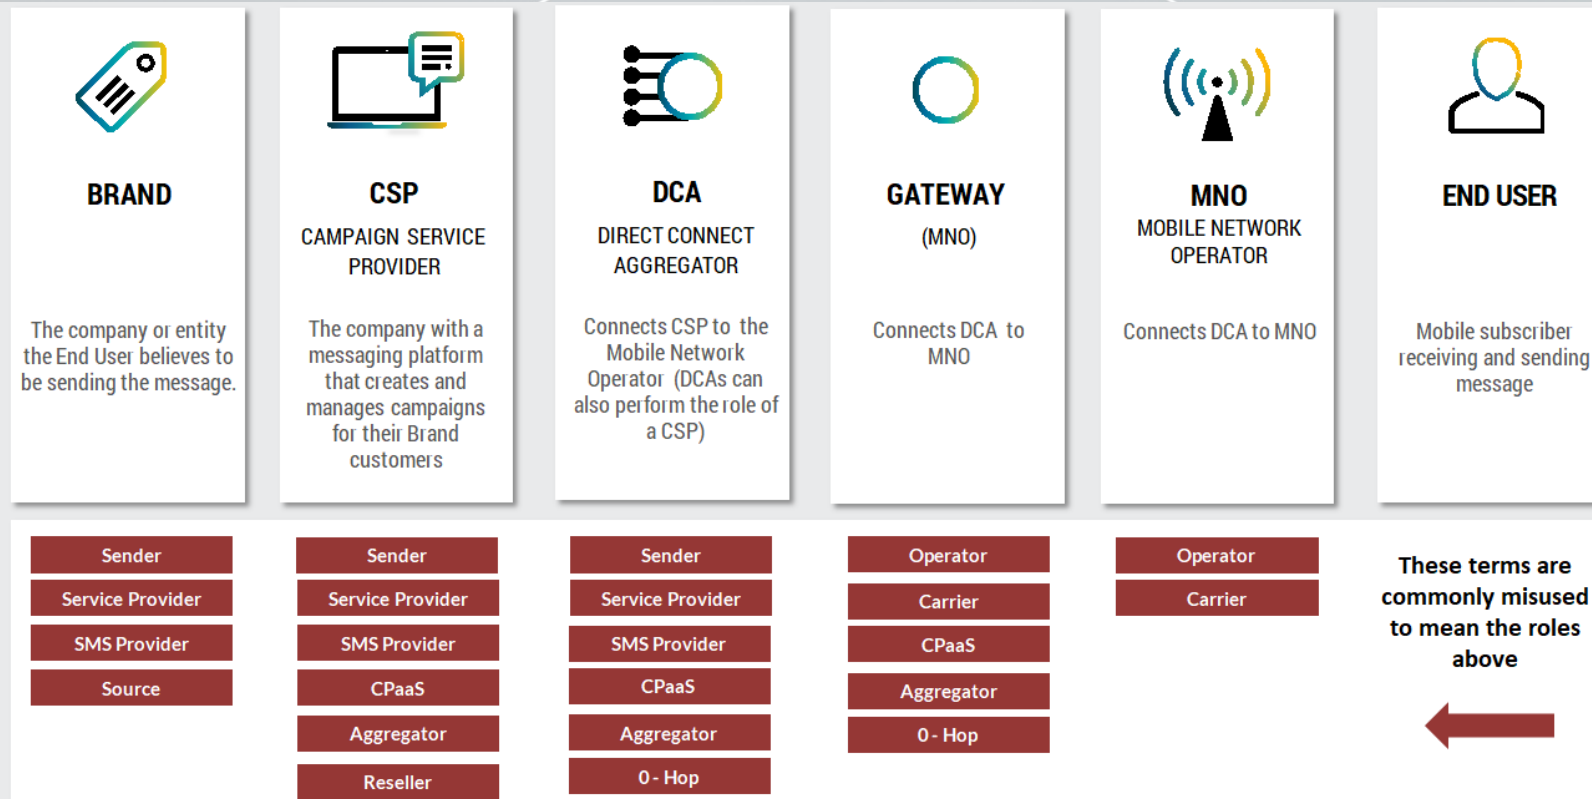 BRAND
The company or entity
the End User believes to
be sending the message.
CSP
CAMPAIGN SERVICE
PROVIDER
The company with a
messaging platform
that creates and
manages campaigns
for their Brand
customers
DCA
DIRECT CONNECT
AGGREGATOR
Connects CSP to the
Mobile Network
Operator (DCAs can
also perform the role of
a CSP)
GATEWAY
(MNO)
Connects DCA to
MNO
MNO
MOBILE NETWORK
OPERATOR
Connects DCA to MNO
END USER
Mobile subscriber
receiving and sending
message
Sender
Service Provider
SMS Provider
Source
Sender
Service Provider
SMS Provider
CPaaS
Aggregator
Reseller
Sender
Service Provider
SMS Provider
CPaaS
Aggregator
0 - Hop
Operator
Carrier
CPaaS
Aggregator
0 - Hop
Operator
Carrier
These terms are
commonly misused
to mean the roles
above